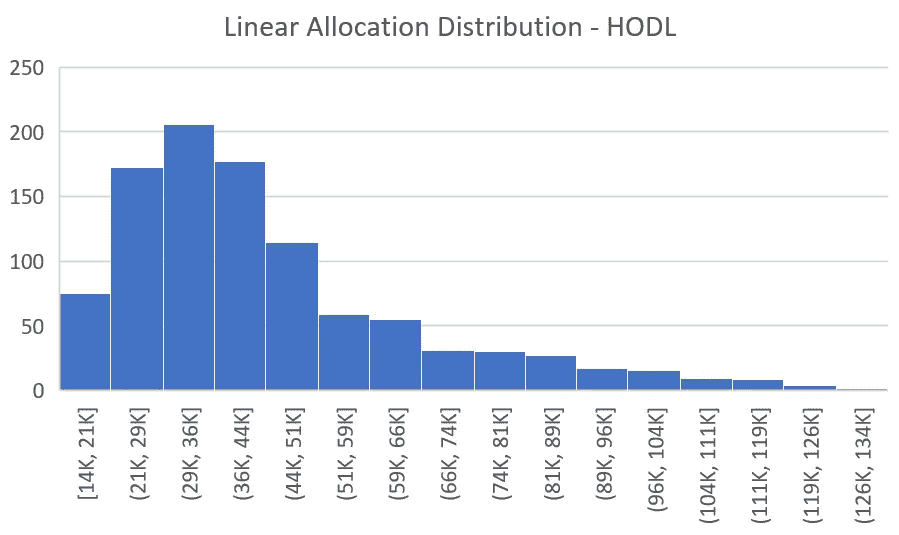 Linear Allocation Distribution - HODL
250
200
150
100
50
0
[14K, 21K]
(21K, 29K]
(29K, 36K]
(36K, 44K]
(44K, 51K]
(51K, 59K]
(59K, 66K]
(66K, 74K]
(74K, 81K]
(81K, 89K]
(89K, 96K]
(96K, 104K]
(104K, 111K]
(111K, 119K]
(119K, 126K]
(126K, 134K]